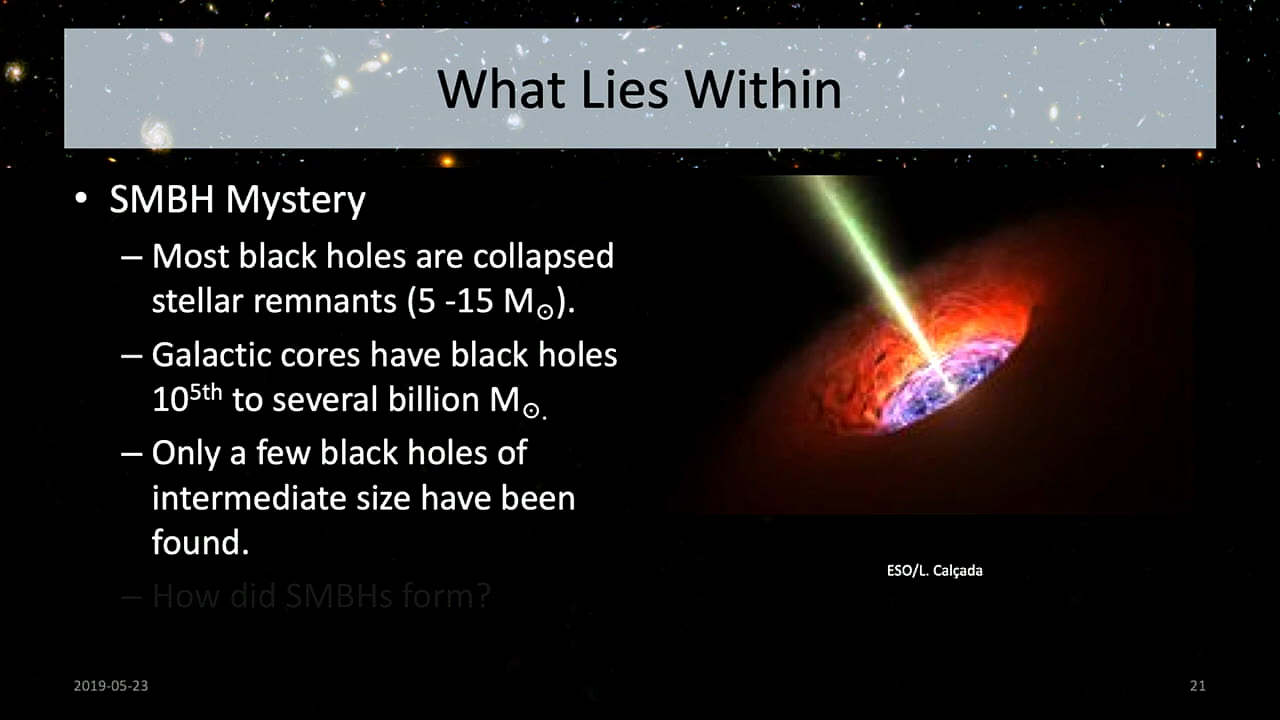 What Lies Within
• SMBH Mystery
– Most black holes are collapsed
stellar remnants (5 -15 M☉).
– Galactic cores have black holes
10⁵ᵗʰ to several billion M☉.
– Only a few black holes of
intermediate size have been
found.
– How did SMBHs form?
ESO/L. Calçada
2019-05-23
21